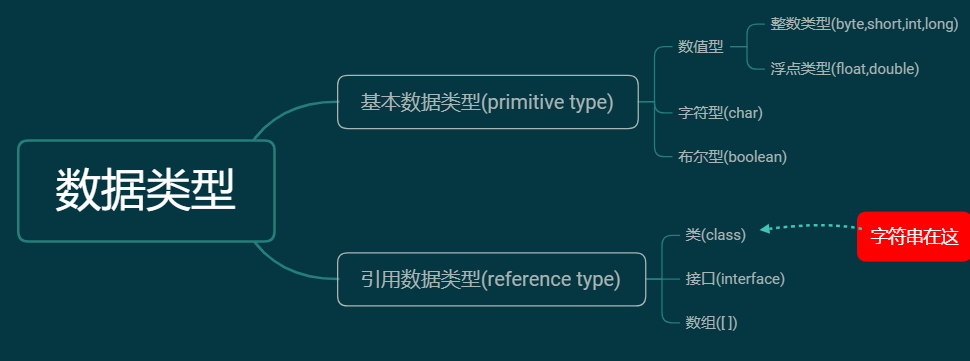 数据类型
基本数据类型(primitive type)
数值型
整数类型(byte,short,int,long)
浮点类型(float,double)
字符型(char)
布尔型(boolean)
引用数据类型(reference type)
类(class)
字符串在这
接口(interface)
数组([ ])